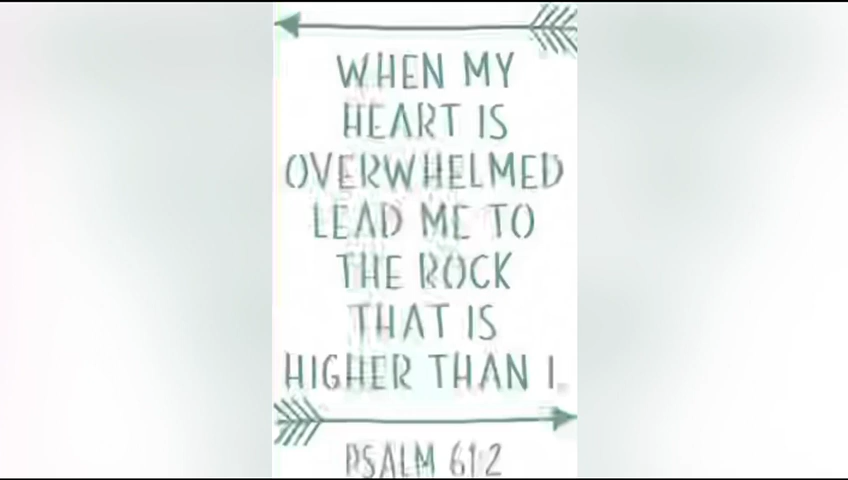 WHEN MY
HEART IS
OVERWHELMED
LEAD ME TO
THE ROCK
THAT IS
HIGHER THAN I.
PSALM 61:2